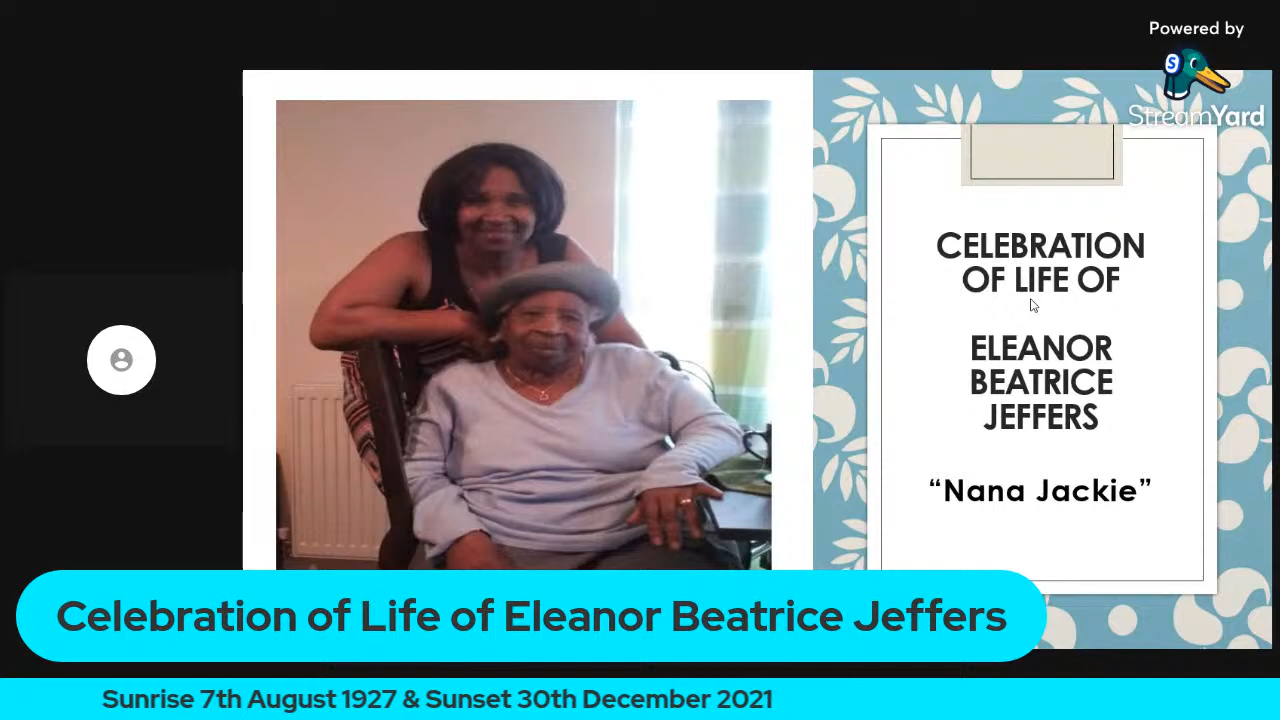 Powered by
S
StreamYard
CELEBRATION
OF LIFE OF
ELEANOR
BEATRICE
JEFFERS
“Nana Jackie”
Celebration of Life of Eleanor Beatrice Jeffers
Sunrise 7th August 1927 & Sunset 30th December 2021